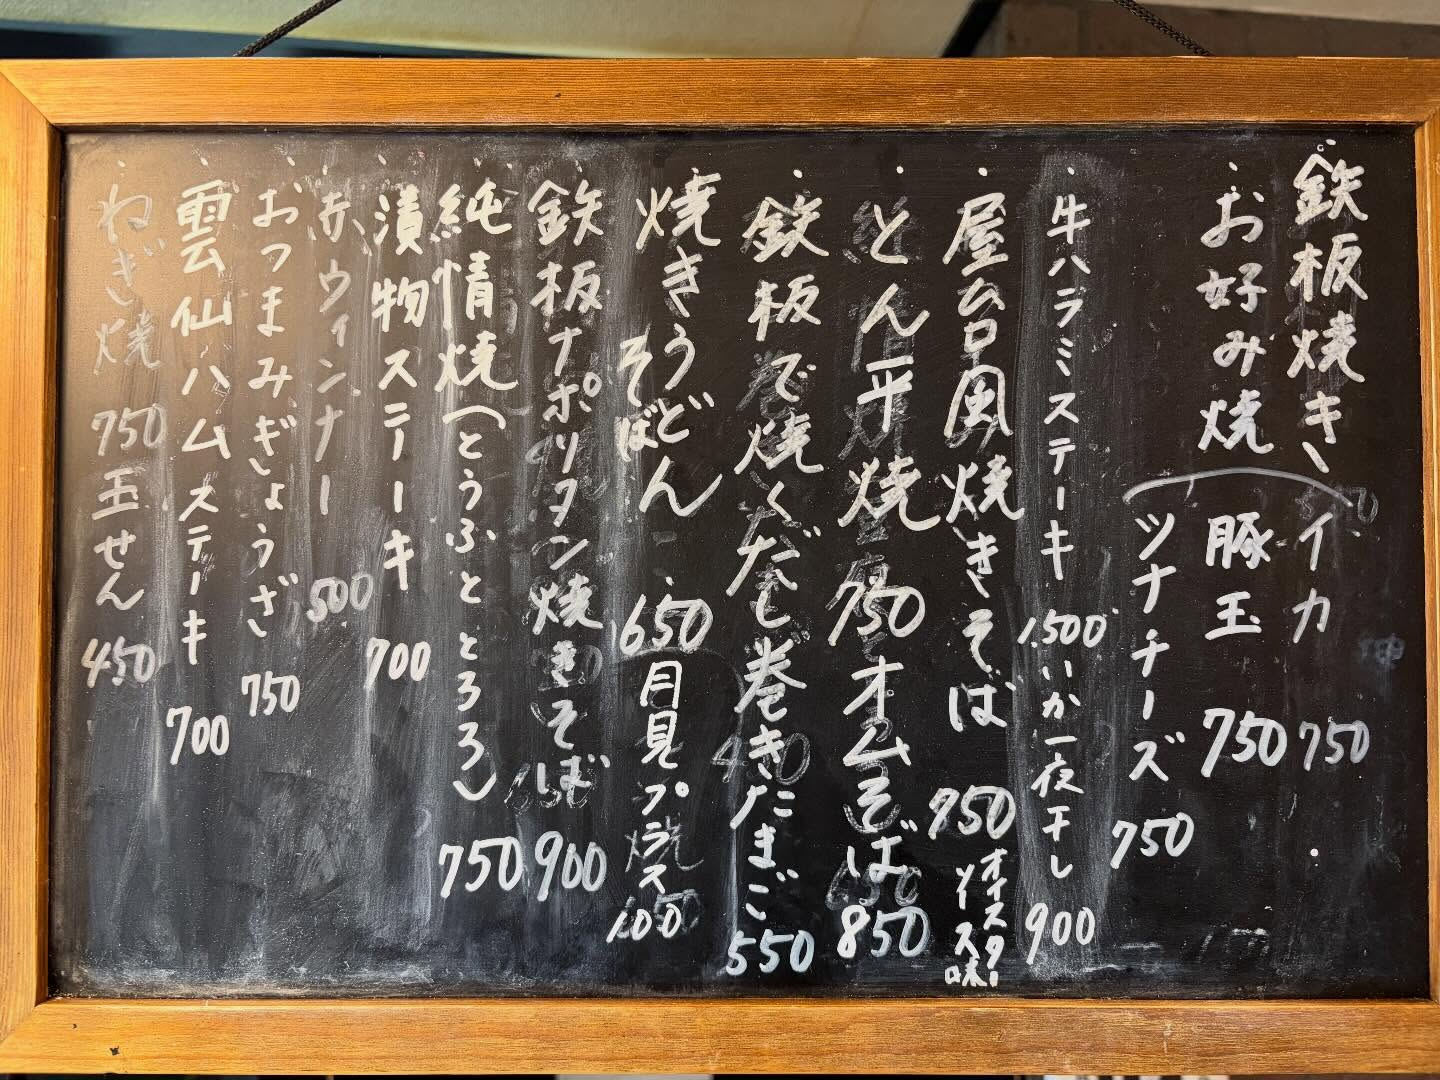 鉄板焼き
お好み焼
イカ 750
豚玉 750
ツナチーズ 750
牛ハラミステーキ 1500 いか一夜干し 900
屋台風焼きそば 750 オイスターソース味
とん平焼 750 オムそば 850
鉄板で焼くだし巻きたまご 550
焼きうどん そば 650 月見プラス 100
鉄板ナポリタン焼きそば 900
純情焼(とうふととろろ) 750
漬物ステーキ 700
赤ウィンナー 500
おつまみぎょうざ 750
雲仙ハムステーキ 700
ねぎ焼 750 玉せん 450